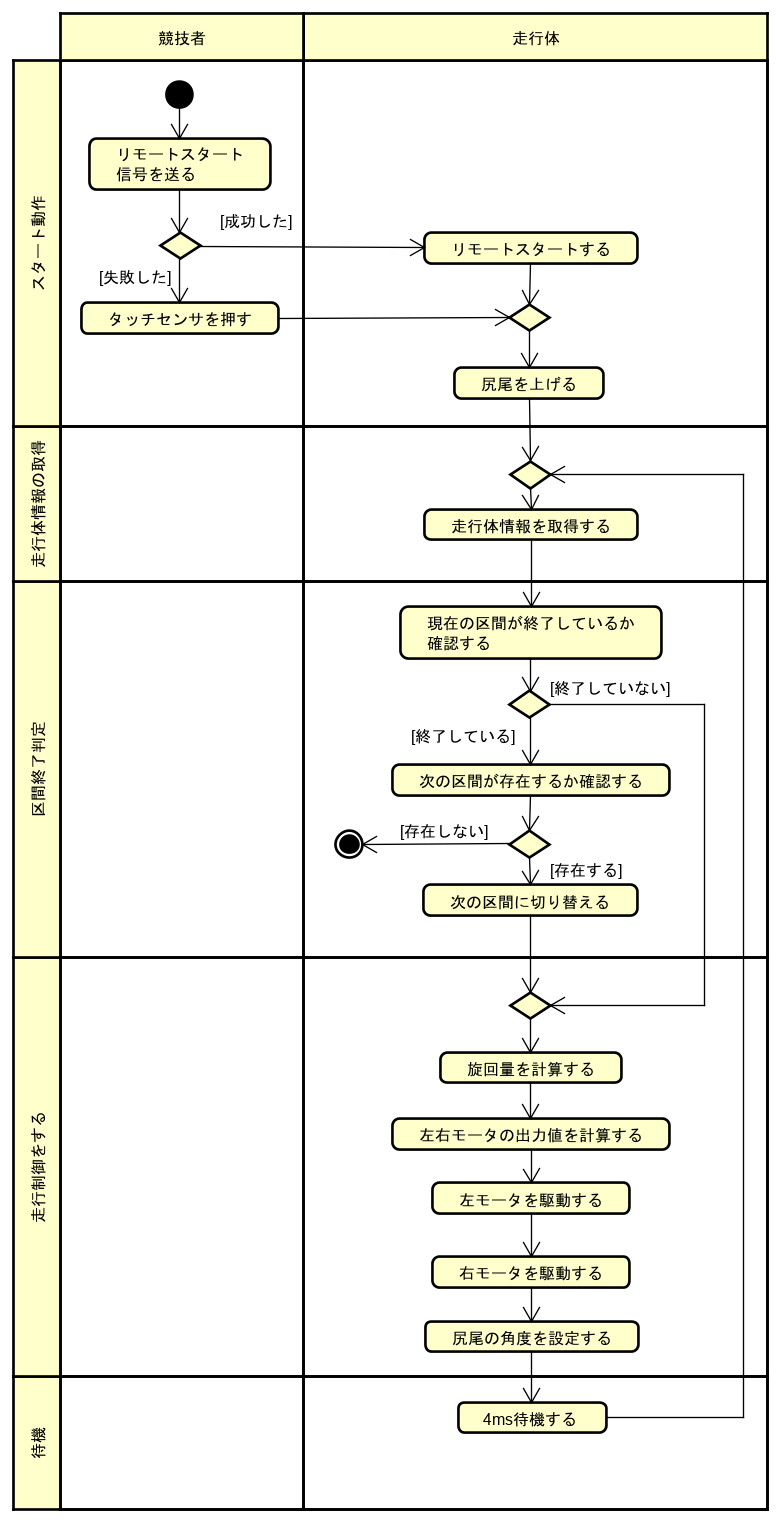 競技者
走行体
スタート動作
リモートスタート
信号を送る
[成功した]
リモートスタートする
[失敗した]
タッチセンサを押す
尻尾を上げる
走行体情報の取得
走行体情報を取得する
区間終了判定
現在の区間が終了しているか
確認する
[終了していない]
[終了している]
次の区間が存在するか確認する
[存在しない]
[存在する]
次の区間に切り替える
走行制御をする
旋回量を計算する
左右モータの出力値を計算する
左モータを駆動する
右モータを駆動する
尻尾の角度を設定する
待機
4ms待機する